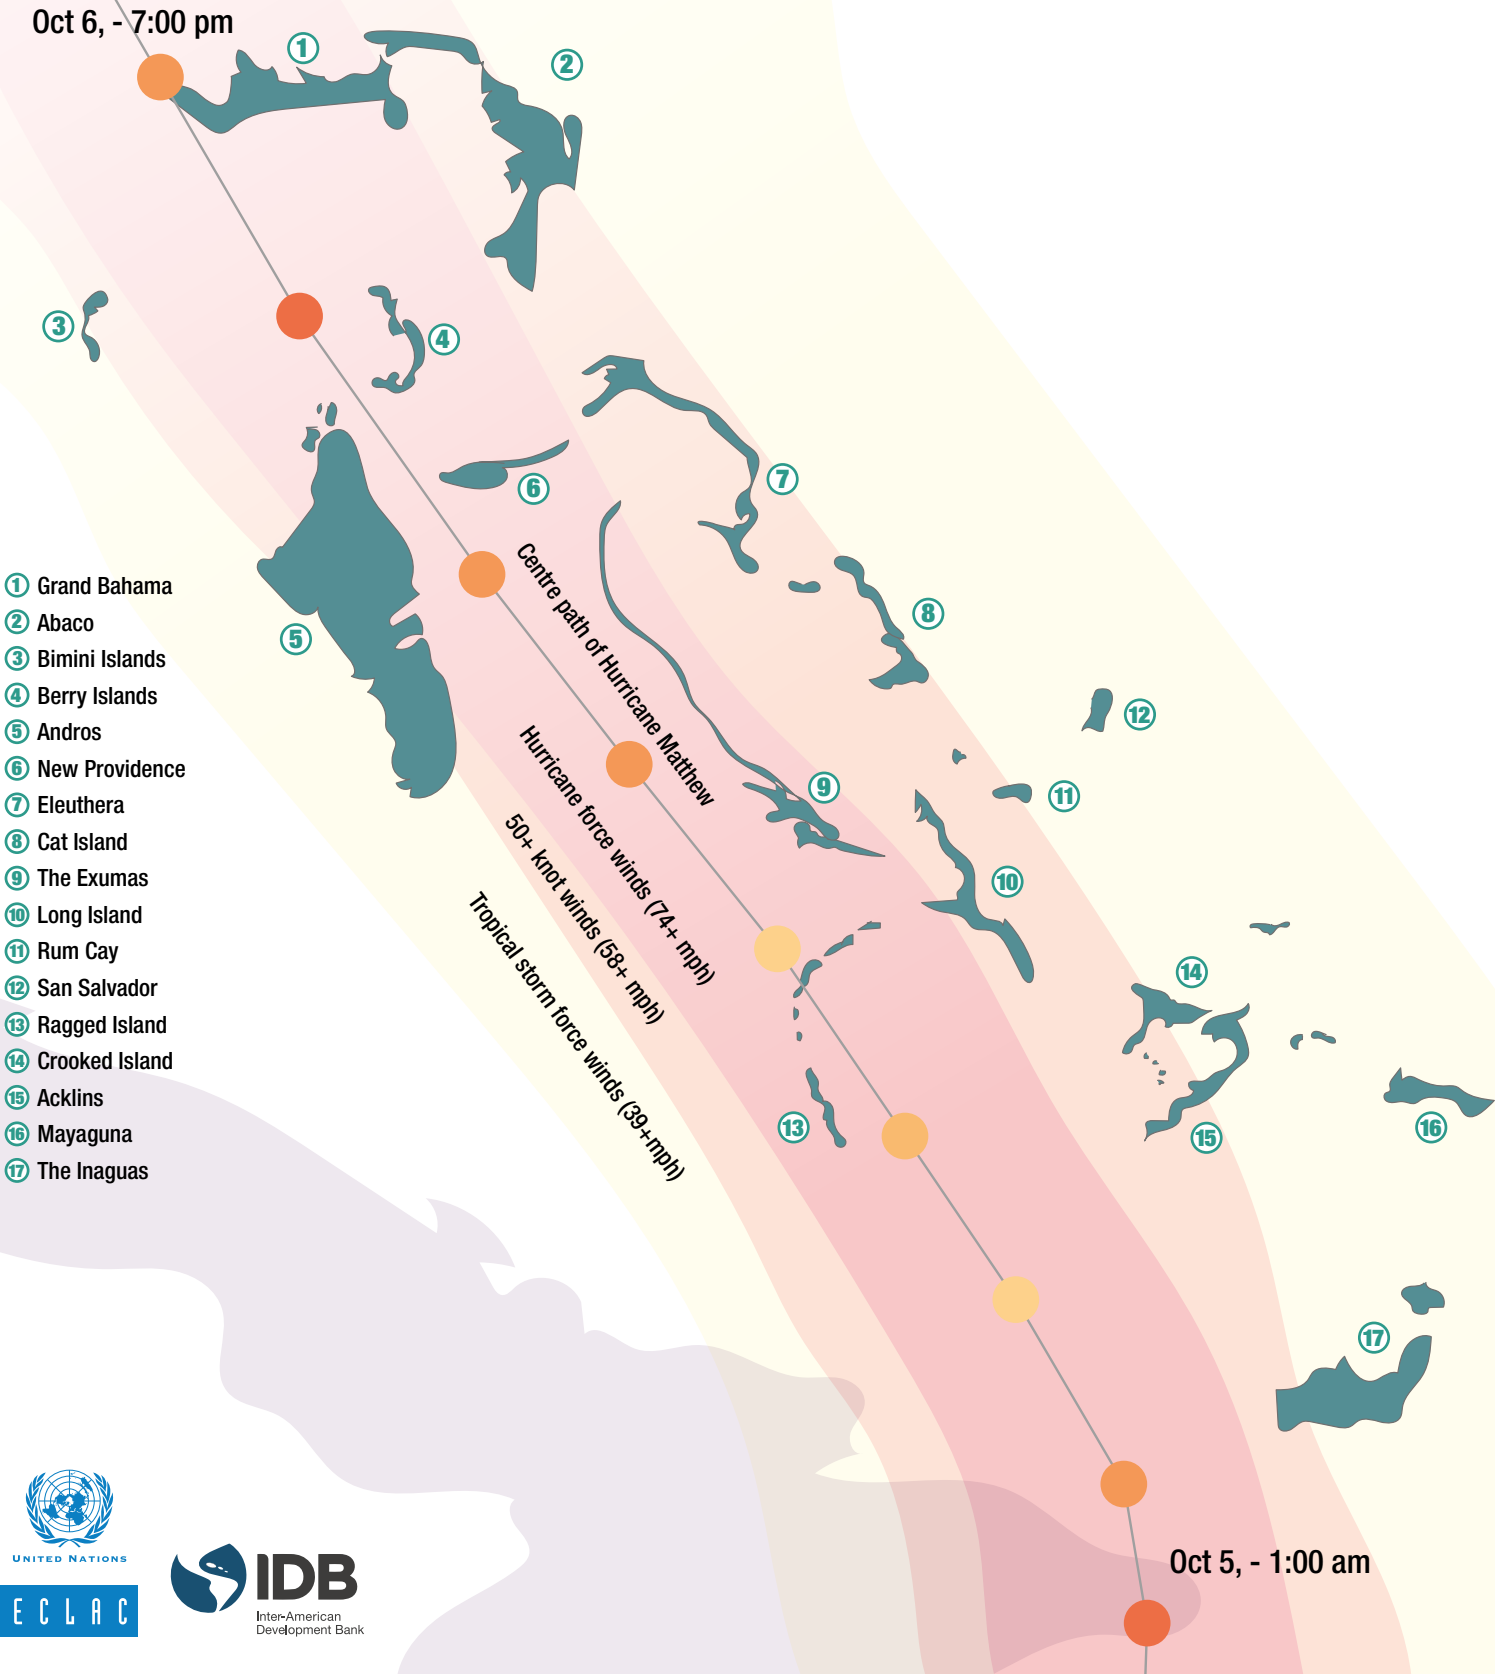 Oct 6, - 7:00 pm
1
2
3
4
5
6
7
8
9
10
11
12
13
14
15
16
17
Centre path of Hurricane Matthew
Hurricane force winds (74+ mph)
50+ knot winds (58+ mph)
Tropical storm force winds (39+mph)
1 Grand Bahama
2 Abaco
3 Bimini Islands
4 Berry Islands
5 Andros
6 New Providence
7 Eleuthera
8 Cat Island
9 The Exumas
10 Long Island
11 Rum Cay
12 San Salvador
13 Ragged Island
14 Crooked Island
15 Acklins
16 Mayaguna
17 The Inaguas
Oct 5, - 1:00 am
UNITED NATIONS
ECLAC
IDB
Inter-American
Development Bank